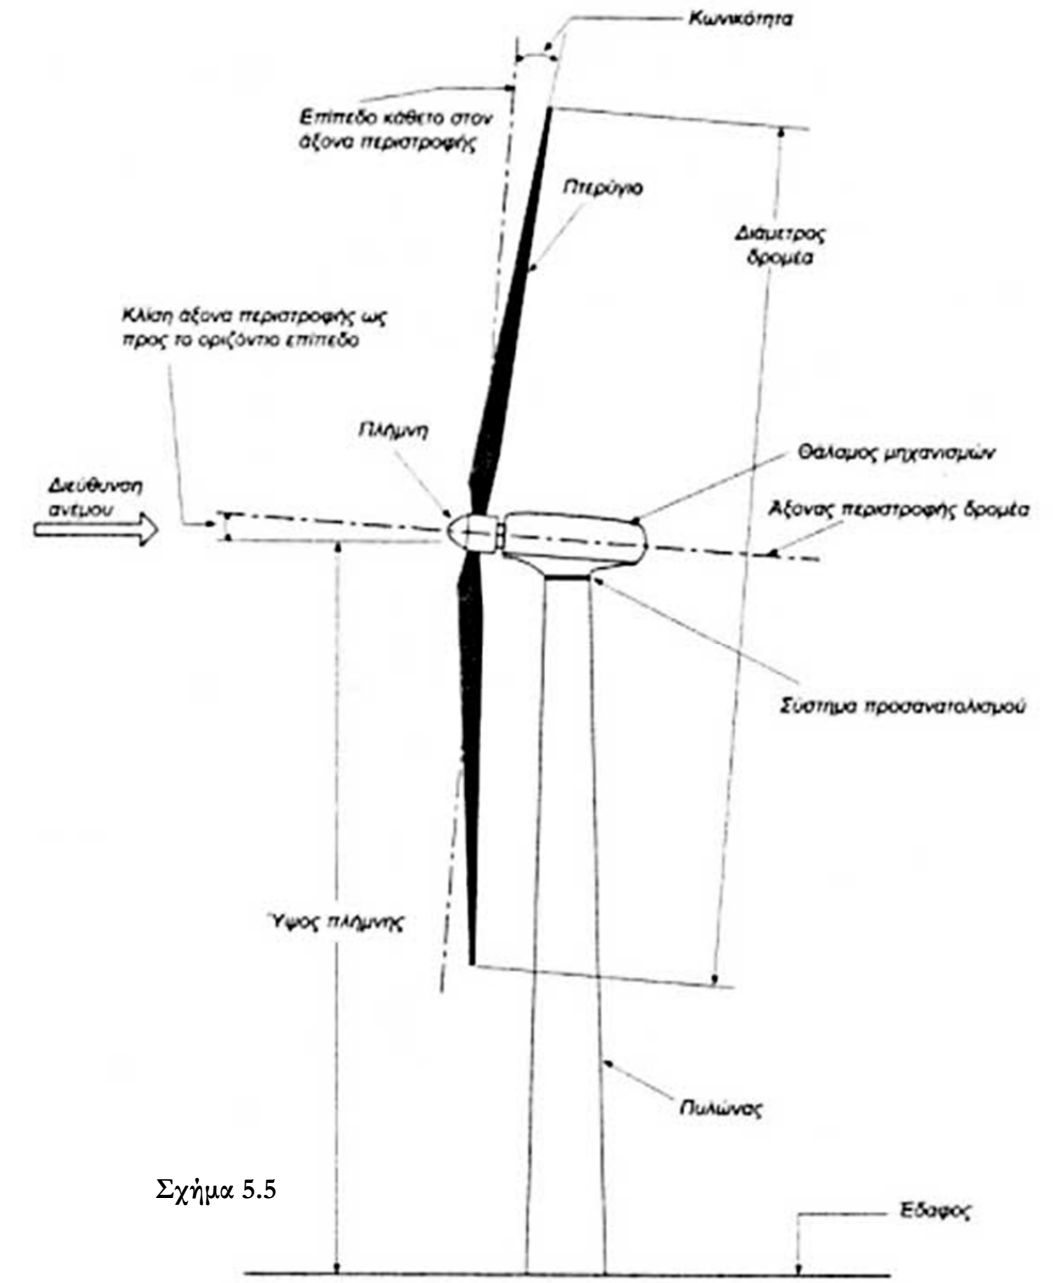 Κωνικότητα
Επίπεδο κάθετο στον
άξονα περιστροφής
Πτερύγιο
Διάμετρος
δρομέα
Κλίση άξονα περιστροφής ως
προς το οριζόντιο επίπεδο
Πλήμνη
Θάλαμος μηχανισμών
Διεύθυνση
ανέμου
Άξονας περιστροφής δρομέα
Σύστημα προσανατολισμού
Ύψος πλήμνης
Πυλώνας
Σχήμα 5.5
Έδαφος